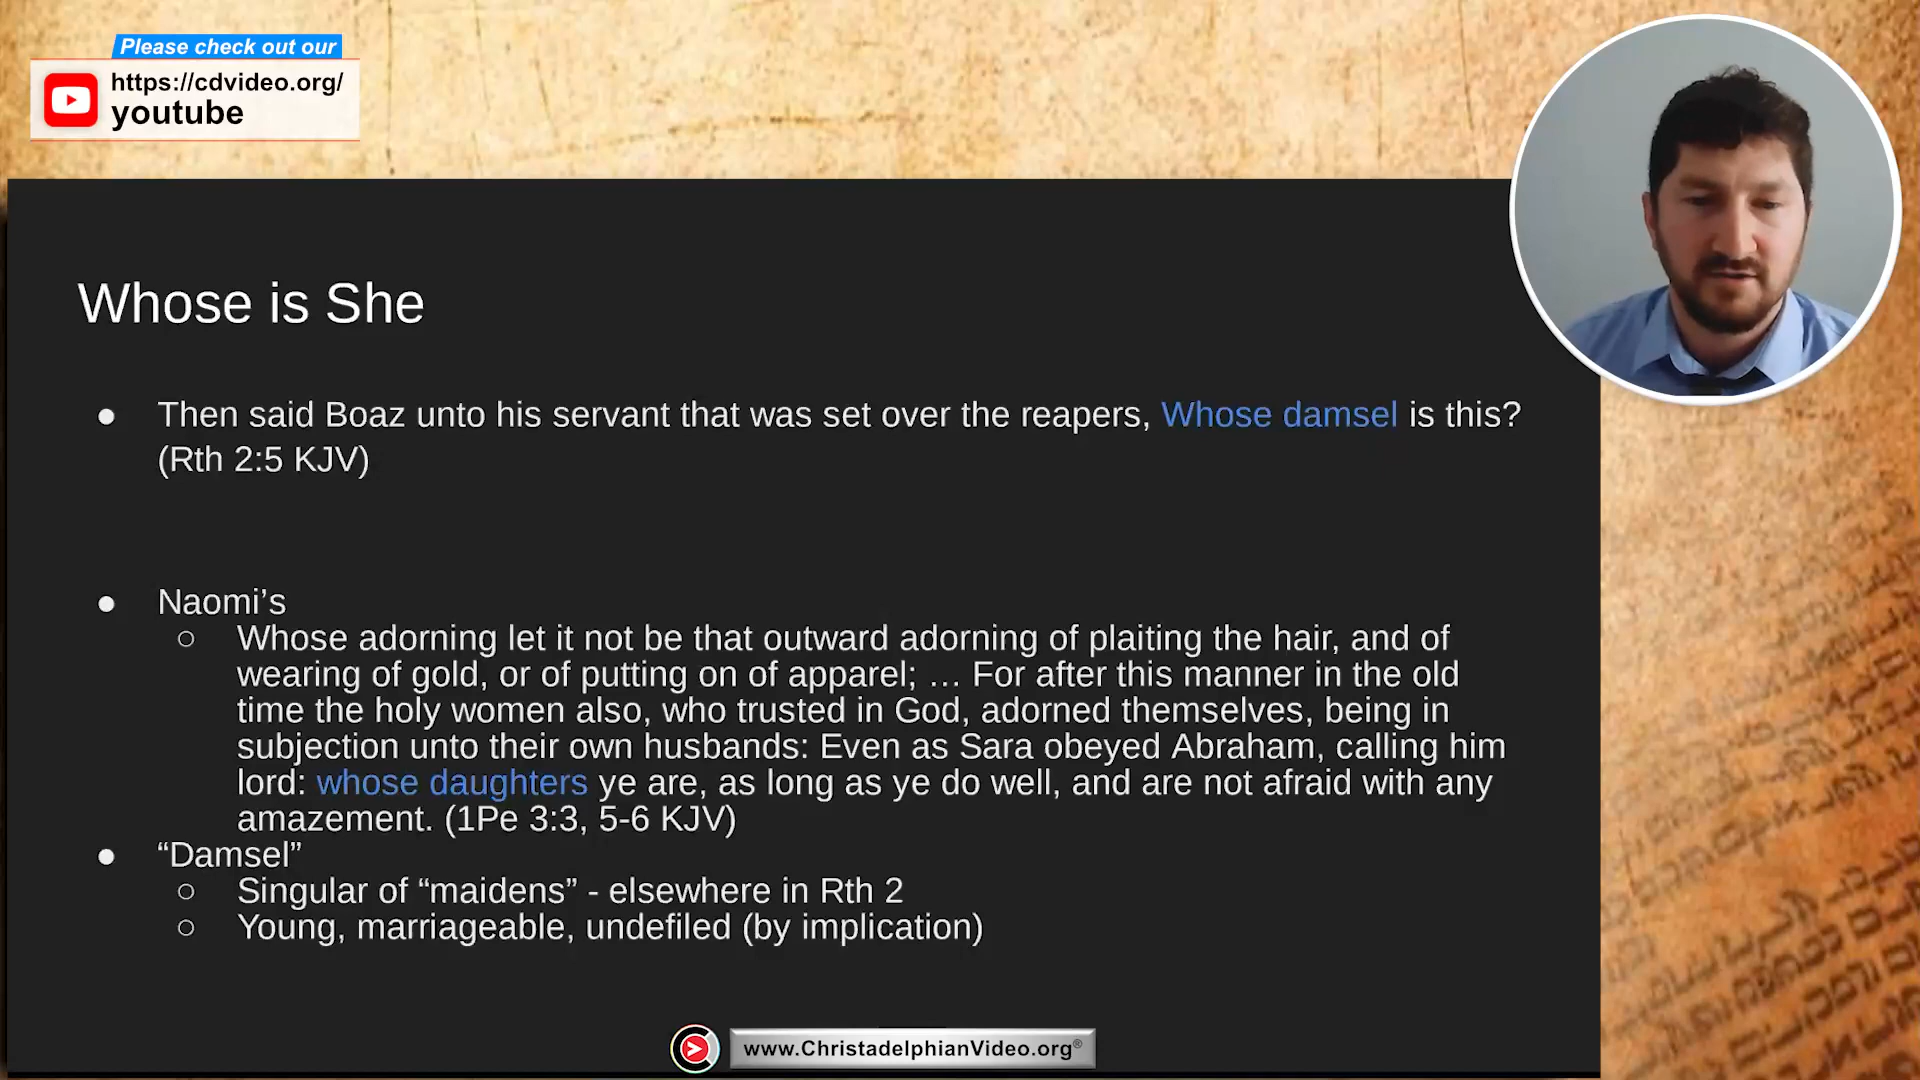 Please check out our
https://cdvideo.org/
youtube
Whose is She
● Then said Boaz unto his servant that was set over the reapers, Whose damsel is this?
(Rth 2:5 KJV)
● Naomi’s
○ Whose adorning let it not be that outward adorning of plaiting the hair, and of
wearing of gold, or of putting on of apparel; … For after this manner in the old
time the holy women also, who trusted in God, adorned themselves, being in
subjection unto their own husbands: Even as Sara obeyed Abraham, calling him
lord: whose daughters ye are, as long as ye do well, and are not afraid with any
amazement. (1Pe 3:3, 5-6 KJV)
● “Damsel”
○ Singular of “maidens” - elsewhere in Rth 2
○ Young, marriageable, undefiled (by implication)
www.ChristadelphianVideo.org®